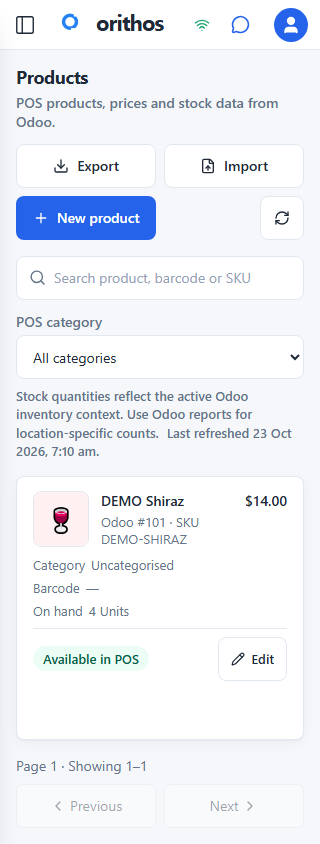 orithos
Products
POS products, prices and stock data from
Odoo.
Export
Import
New product
Search product, barcode or SKU
POS category
All categories
Stock quantities reflect the active Odoo
inventory context. Use Odoo reports for
location-specific counts. Last refreshed 23 Oct
2026, 7:10 am.
DEMO Shiraz $14.00
Odoo #101 · SKU
DEMO-SHIRAZ
Category Uncategorised
Barcode —
On hand 4 Units
Available in POS
Edit
Page 1 · Showing 1–1
Previous
Next